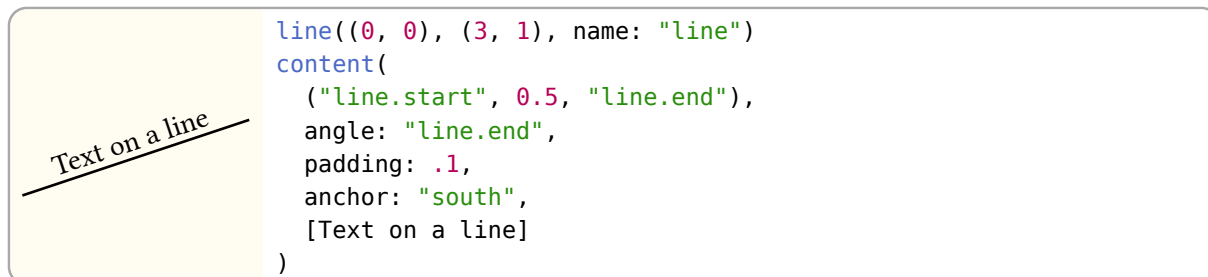 Text on a line
line((0, 0), (3, 1), name: "line")
content(
  ("line.start", 0.5, "line.end"),
  angle: "line.end",
  padding: .1,
  anchor: "south",
  [Text on a line]
)